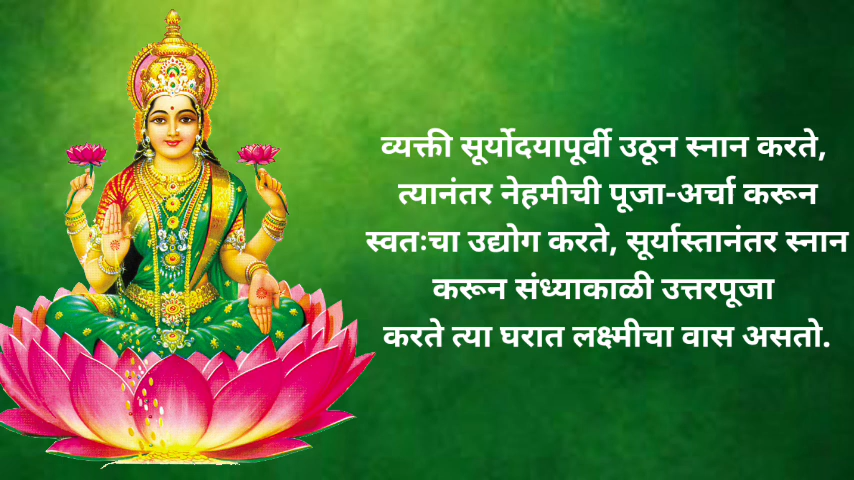 व्यक्ती सूर्योदयापूर्वी उठून स्नान करते,
त्यानंतर नेहमीची पूजा-अर्चा करून
स्वतःचा उद्योग करते, सूर्यास्तानंतर स्नान
करून संध्याकाळी उत्तरपूजा
करते त्या घरात लक्ष्मीचा वास असतो.